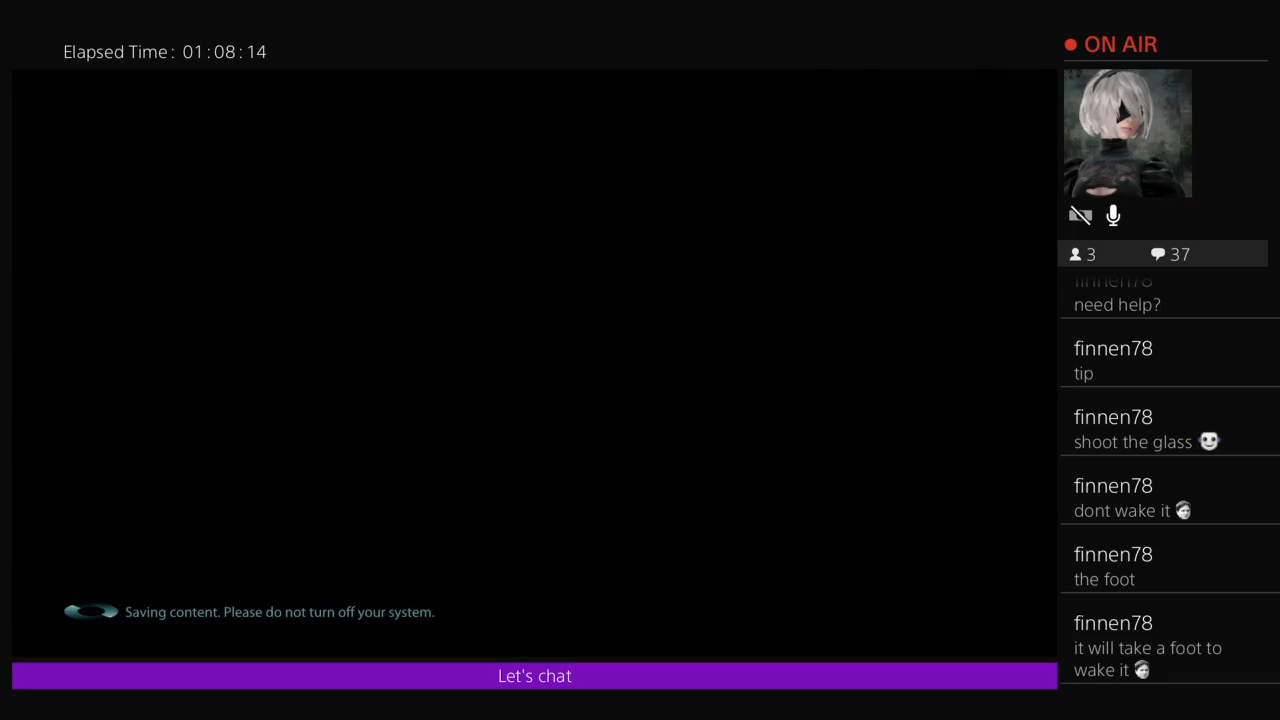 Elapsed Time: 01:08:14
ON AIR
3 37
finnen78
need help?
finnen78
tip
finnen78
shoot the glass
finnen78
dont wake it
finnen78
the foot
finnen78
it will take a foot to
wake it
Saving content. Please do not turn off your system.
Let's chat